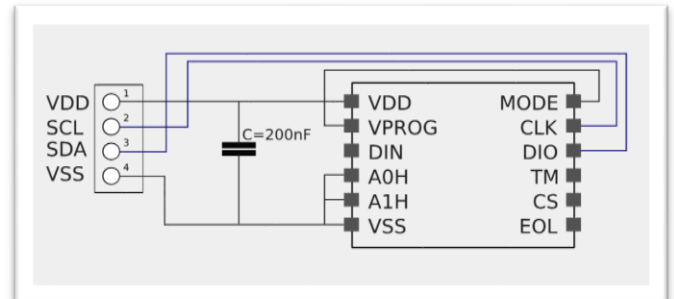 VDD 1
SCL 2
SDA 3
VSS 4
C=200nF
VDD MODE
VPROG CLK
DIN DIO
A0H TM
A1H CS
VSS EOL